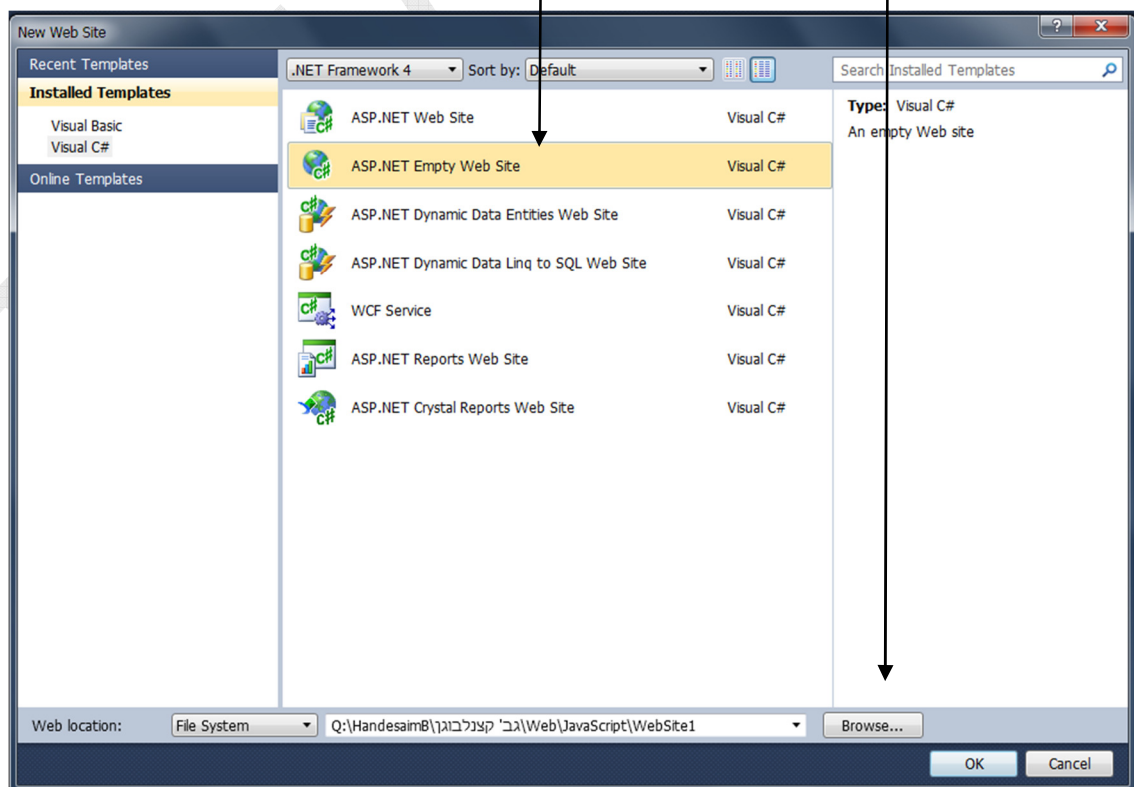 New Web Site
?
X
Recent Templates
Installed Templates
Visual Basic
Visual C#
Online Templates
.NET Framework 4
Sort by: Default
Search Installed Templates
ASP.NET Web Site Visual C#
ASP.NET Empty Web Site Visual C#
ASP.NET Dynamic Data Entities Web Site Visual C#
ASP.NET Dynamic Data Linq to SQL Web Site Visual C#
WCF Service Visual C#
ASP.NET Reports Web Site Visual C#
ASP.NET Crystal Reports Web Site Visual C#
Type: Visual C#
An empty Web site
Web location: File System Q:\HandesaimB\גב' קצנלבוגן\Web\JavaScript\WebSite1 Browse...
OK Cancel